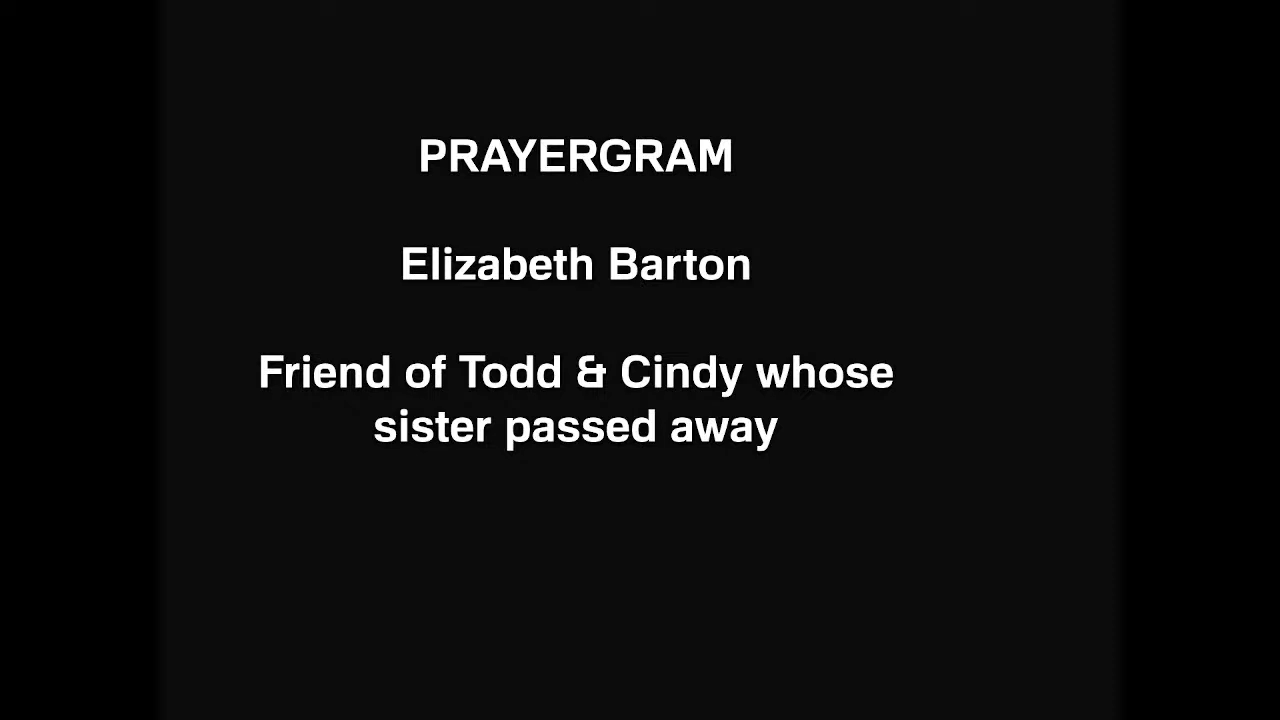 PRAYERGRAM
Elizabeth Barton
Friend of Todd & Cindy whose
sister passed away